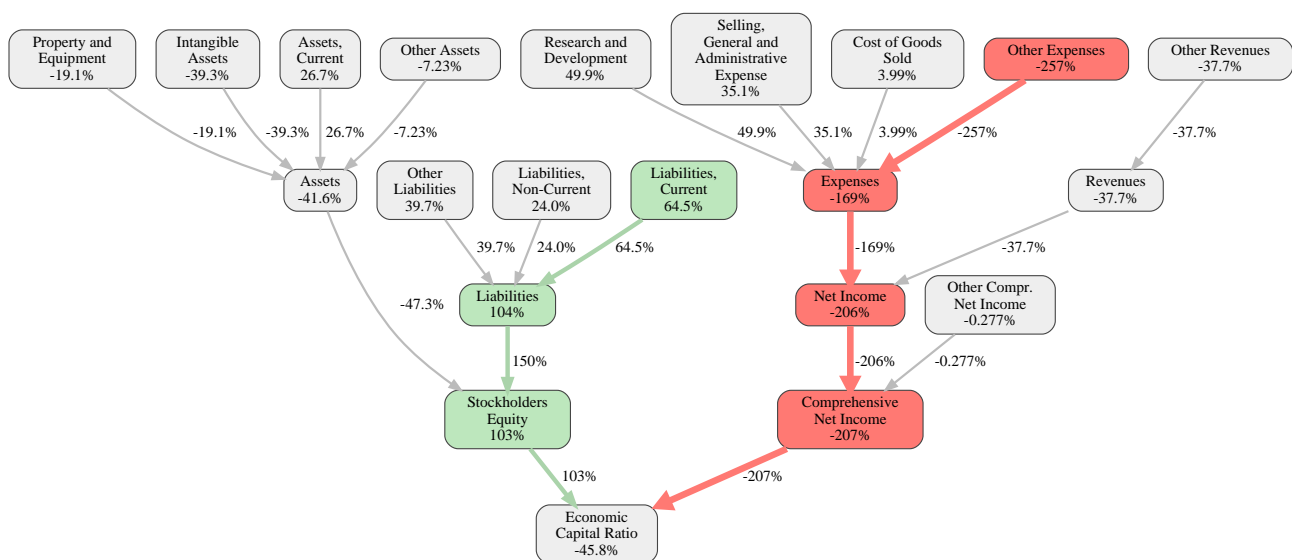 Property and
Equipment
-19.1%
Intangible
Assets
-39.3%
Assets,
Current
26.7%
Other Assets
-7.23%
Research and
Development
49.9%
Selling,
General and
Administrative
Expense
35.1%
Cost of Goods
Sold
3.99%
Other Expenses
-257%
Other Revenues
-37.7%
-19.1%
-39.3%
26.7%
-7.23%
49.9%
35.1%
3.99%
-257%
-37.7%
Assets
-41.6%
Other
Liabilities
39.7%
Liabilities,
Non-Current
24.0%
Liabilities,
Current
64.5%
Expenses
-169%
Revenues
-37.7%
39.7%
24.0%
64.5%
-169%
-37.7%
-47.3%
Liabilities
104%
Net Income
-206%
Other Compr.
Net Income
-0.277%
150%
-206%
-0.277%
Stockholders
Equity
103%
Comprehensive
Net Income
-207%
103%
-207%
Economic
Capital Ratio
-45.8%